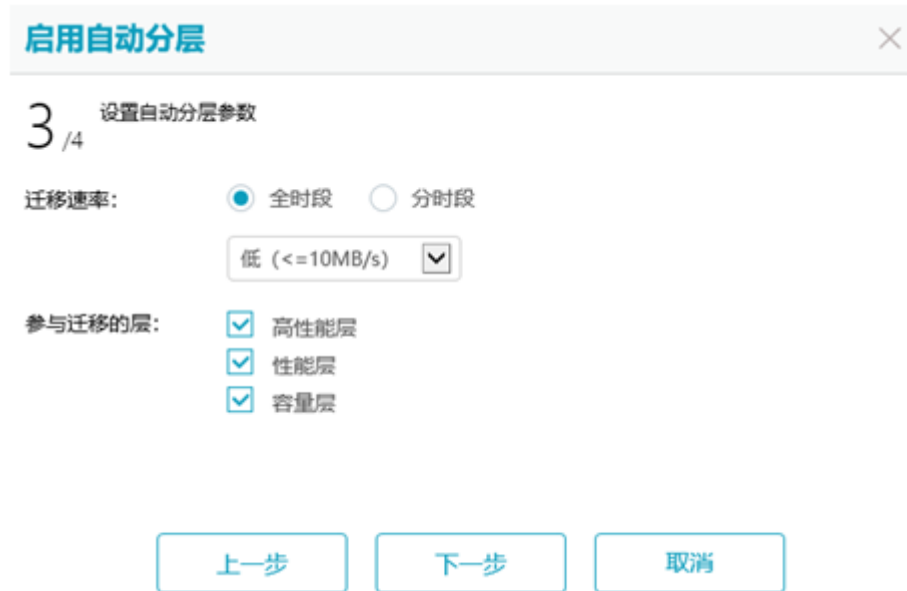 启用自动分层
3 /4 设置自动分层参数
迁移速率： 全时段 分时段
低 (<=10MB/s)
参与迁移的层： 高性能层
性能层
容量层
上一步 下一步 取消